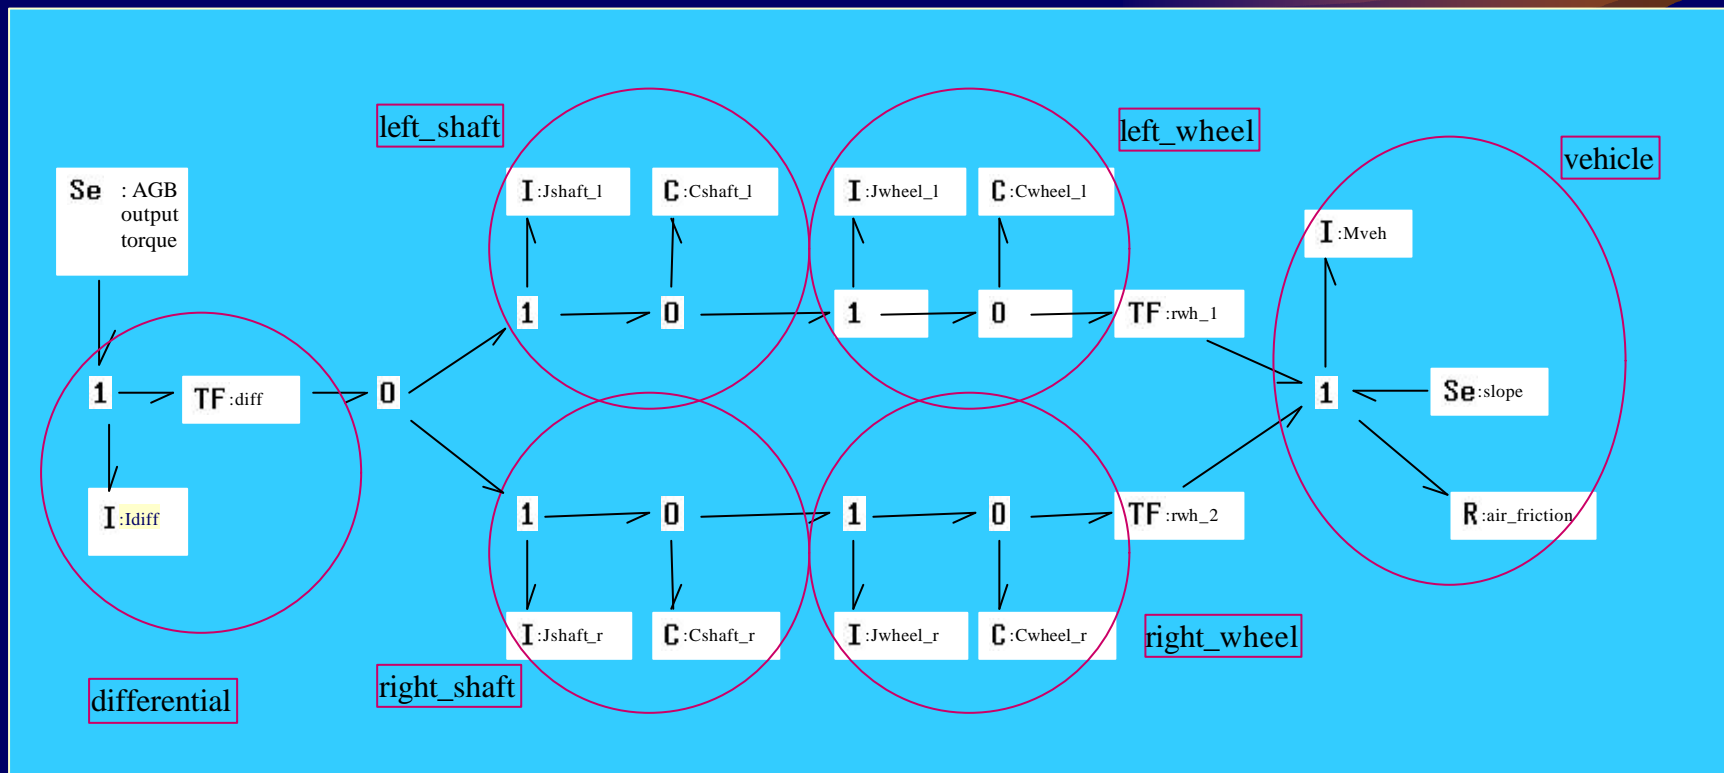 left_shaft
left_wheel
vehicle
Se : AGB
output
torque
I:Jshaft_l
C:Cshaft_l
I:Jwheel_l
C:Cwheel_l
I:Mveh
1
0
1
0
TF:rwh_1
1
TF:diff
0
1
Se:slope
I:Idiff
1
0
1
0
TF:rwh_2
R:air_friction
I:Jshaft_r
C:Cshaft_r
I:Jwheel_r
C:Cwheel_r
right_wheel
differential
right_shaft